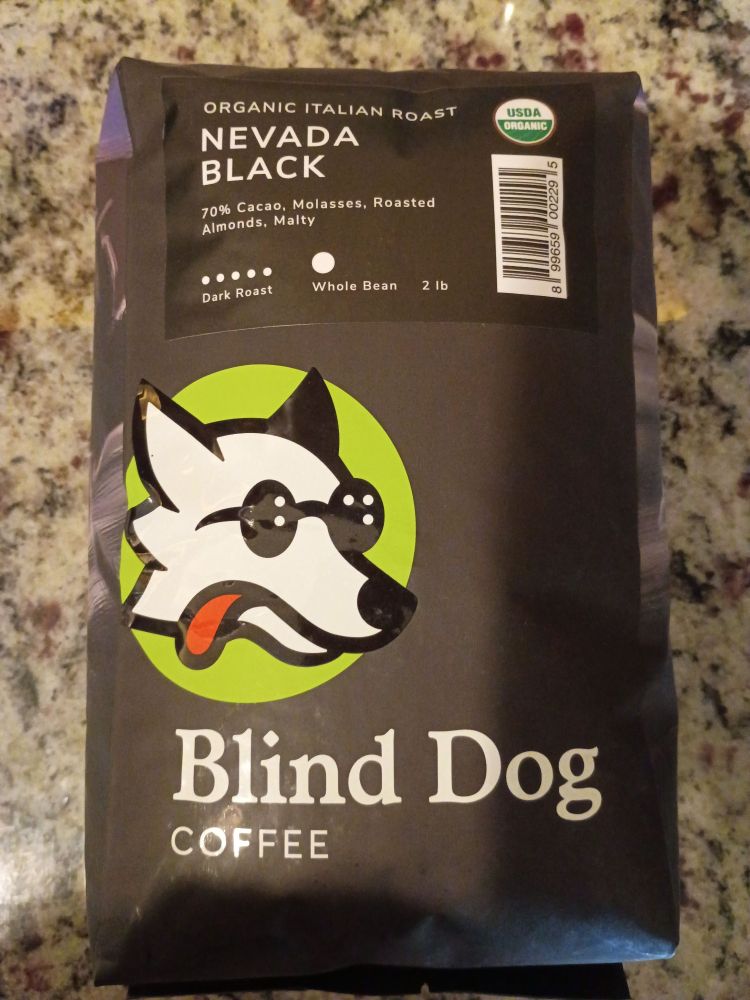 ORGANIC ITALIAN ROAST
NEVADA
BLACK
70% Cacao, Molasses, Roasted
Almonds, Malty
Dark Roast
Whole Bean
2 lb
USDA
ORGANIC
8 99659 00229 5
Blind Dog
COFFEE